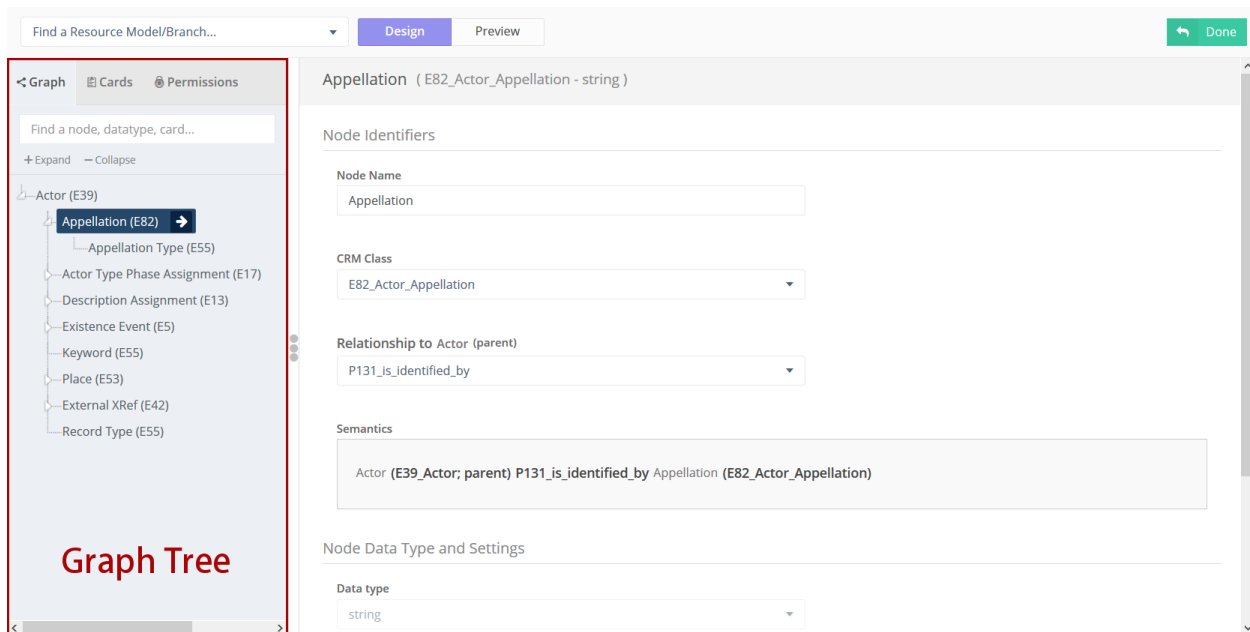 Find a Resource Model/Branch...
Design
Preview
Done
Graph
Cards
Permissions
Find a node, datatype, card...
Expand
Collapse
Actor (E39)
Appellation (E82)
Appellation Type (E55)
Actor Type Phase Assignment (E17)
Description Assignment (E13)
Existence Event (E5)
Keyword (E55)
Place (E53)
External XRef (E42)
Record Type (E55)
Graph Tree
Appellation ( E82_Actor_Appellation - string )
Node Identifiers
Node Name
Appellation
CRM Class
E82_Actor_Appellation
Relationship to Actor (parent)
P131_is_identified_by
Semantics
Actor (E39_Actor; parent) P131_is_identified_by Appellation (E82_Actor_Appellation)
Node Data Type and Settings
Data type
string